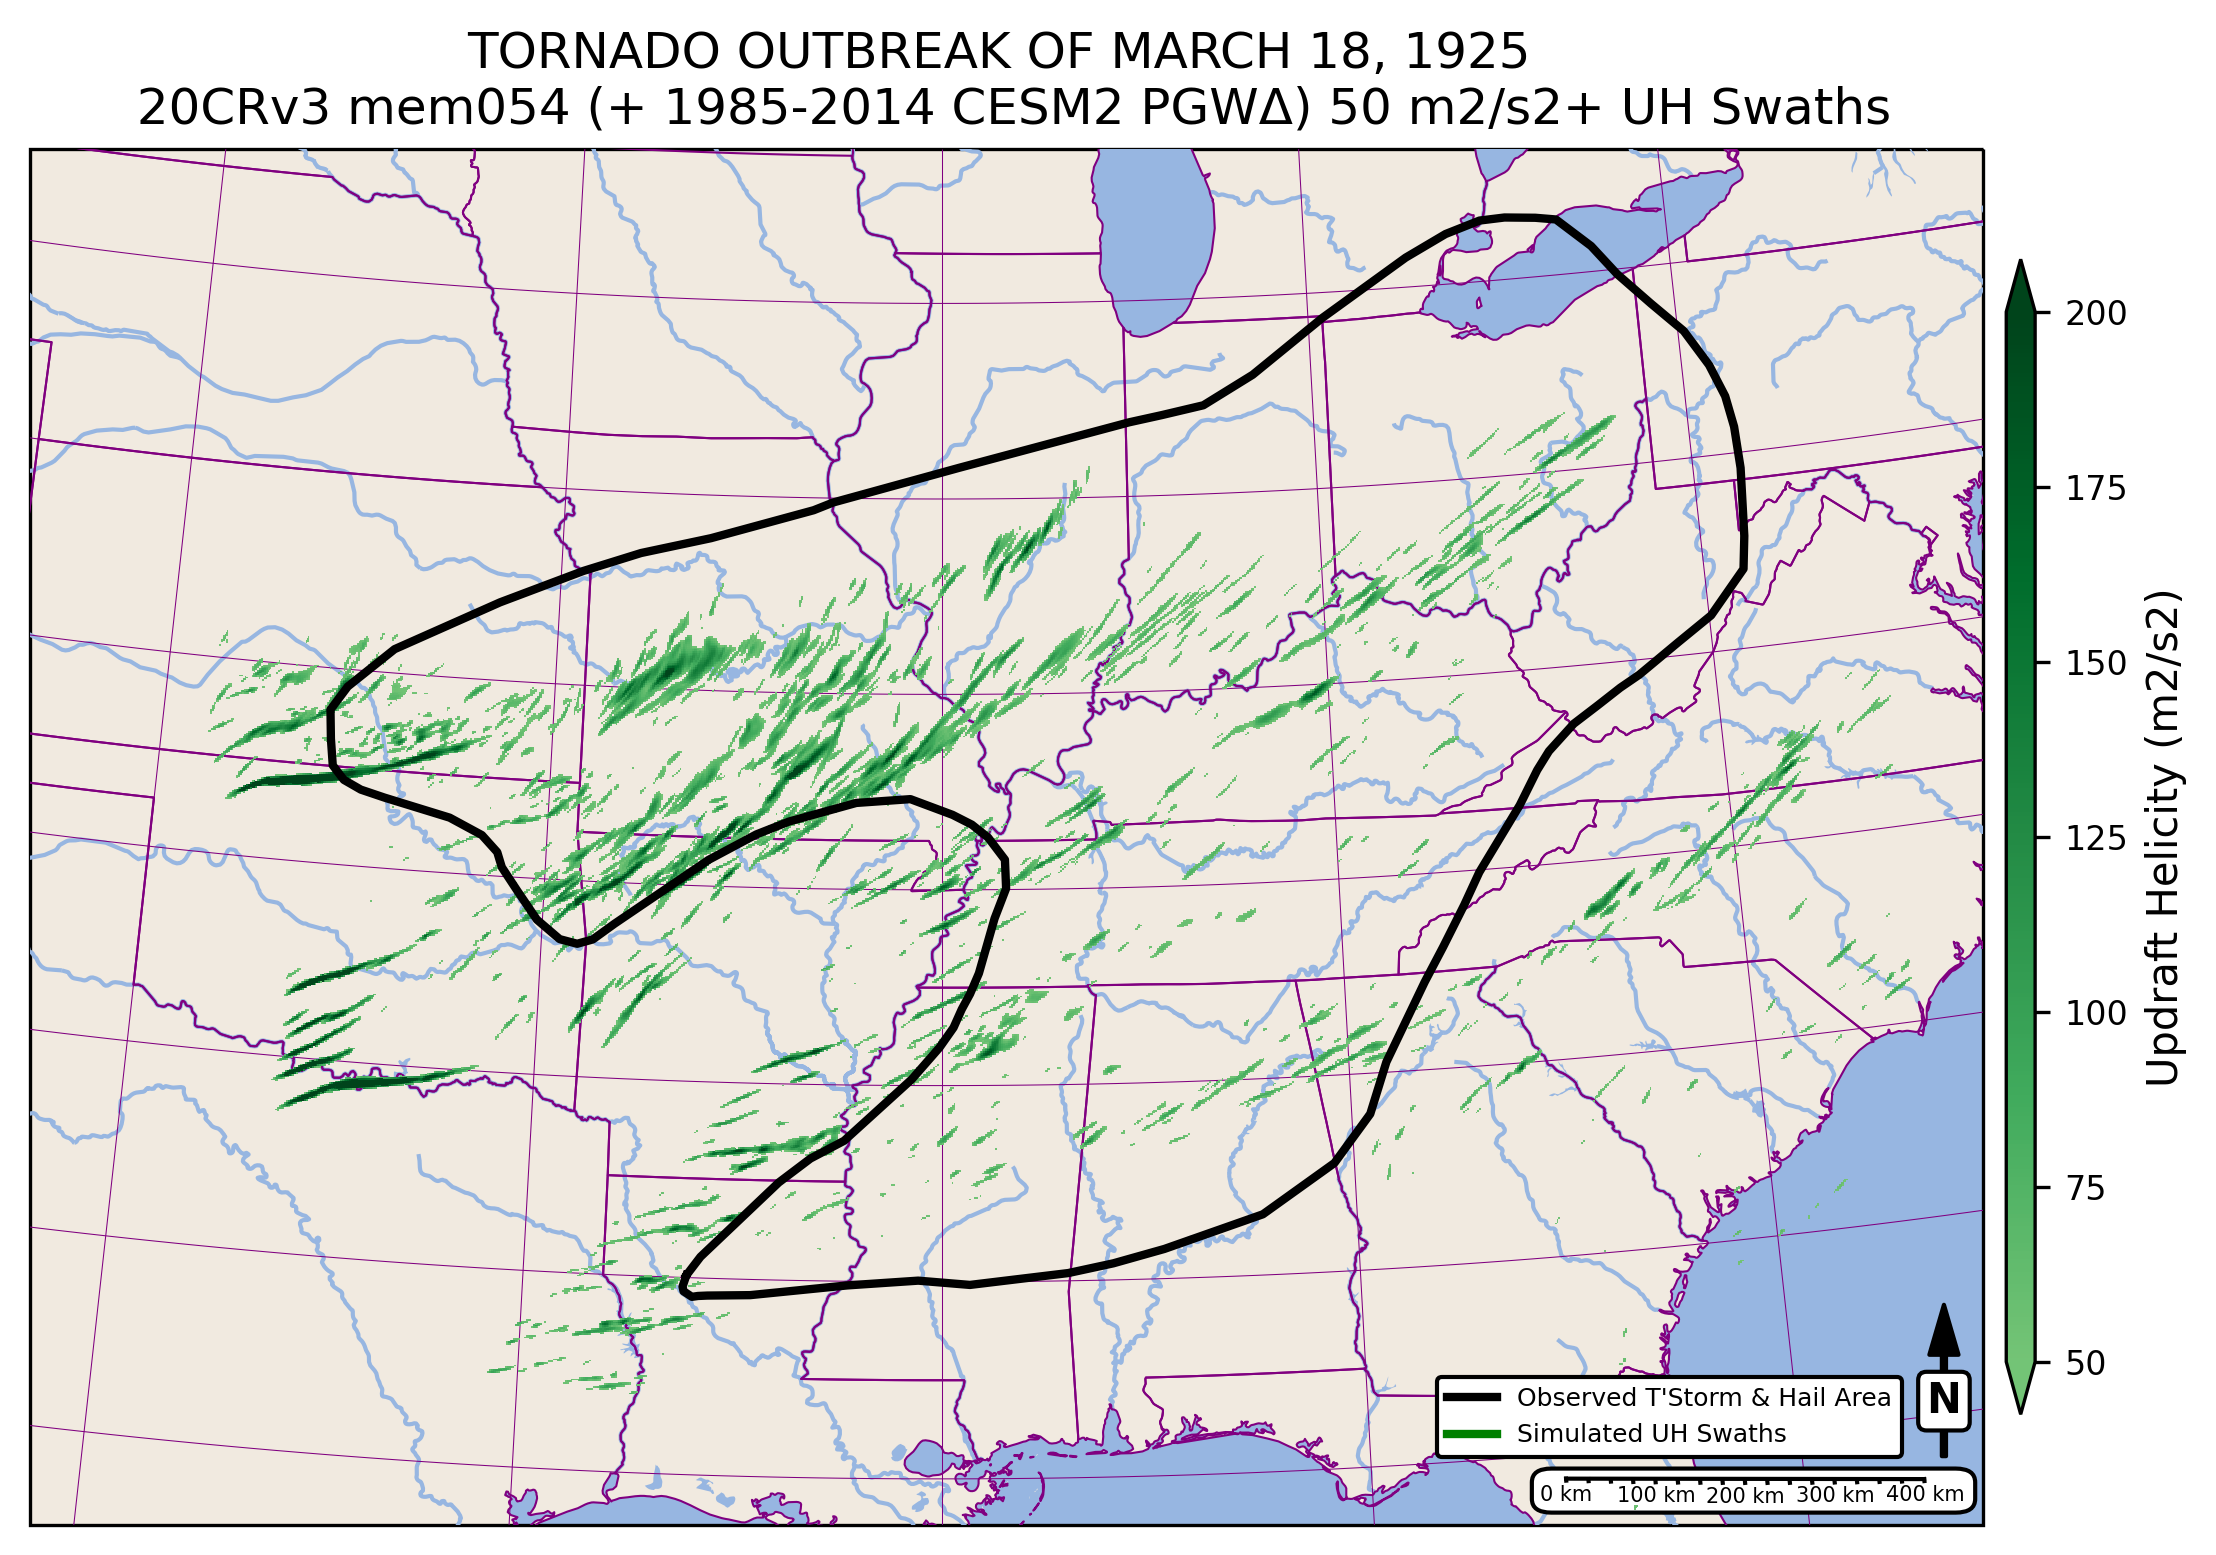 TORNADO OUTBREAK OF MARCH 18, 1925
20CRv3 mem054 (+ 1985-2014 CESM2 PGWΔ) 50 m2/s2+ UH Swaths
200
175
150
125
100
75
50
Updraft Helicity (m2/s2)
Observed T'Storm & Hail Area
Simulated UH Swaths
N
0 km 100 km 200 km 300 km 400 km